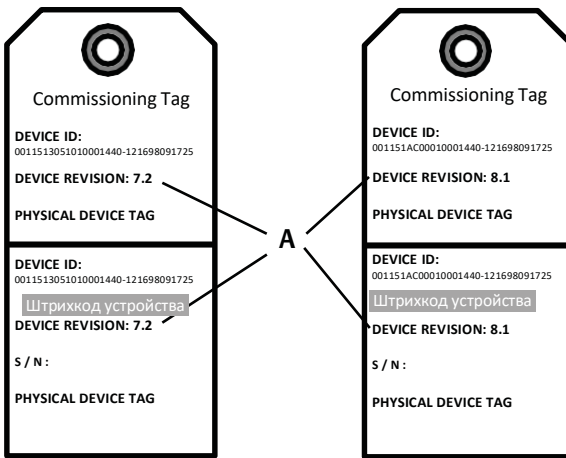 Commissioning Tag
DEVICE ID:
0011513051010001440-121698091725
DEVICE REVISION: 7.2
PHYSICAL DEVICE TAG
DEVICE ID:
0011513051010001440-121698091725
Штрихкод устройства
DEVICE REVISION: 7.2
S / N :
PHYSICAL DEVICE TAG
A
Commissioning Tag
DEVICE ID:
001151AC00010001440-121698091725
DEVICE REVISION: 8.1
PHYSICAL DEVICE TAG
DEVICE ID:
001151AC00010001440-121698091725
Штрихкод устройства
DEVICE REVISION: 8.1
S / N :
PHYSICAL DEVICE TAG